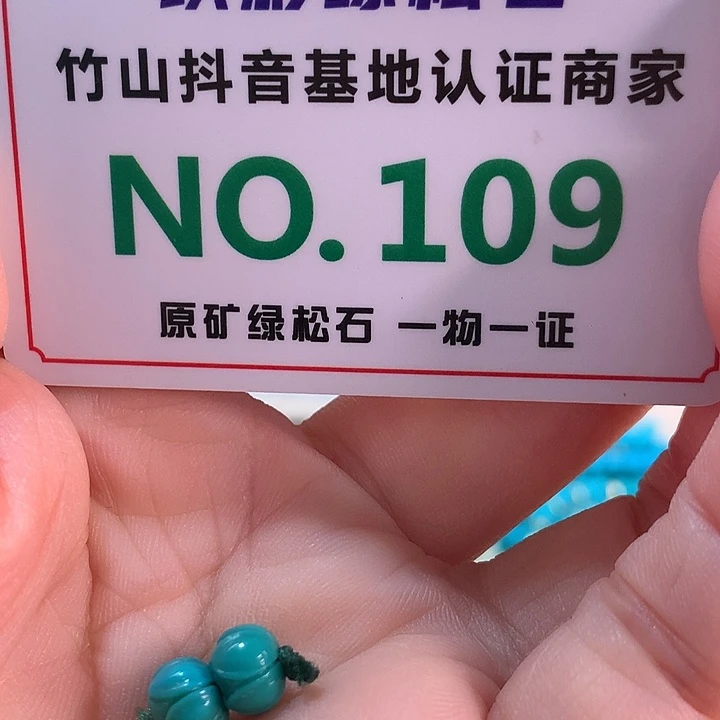 竹山抖音基地认证商家
NO.109
原矿绿松石 一物一证